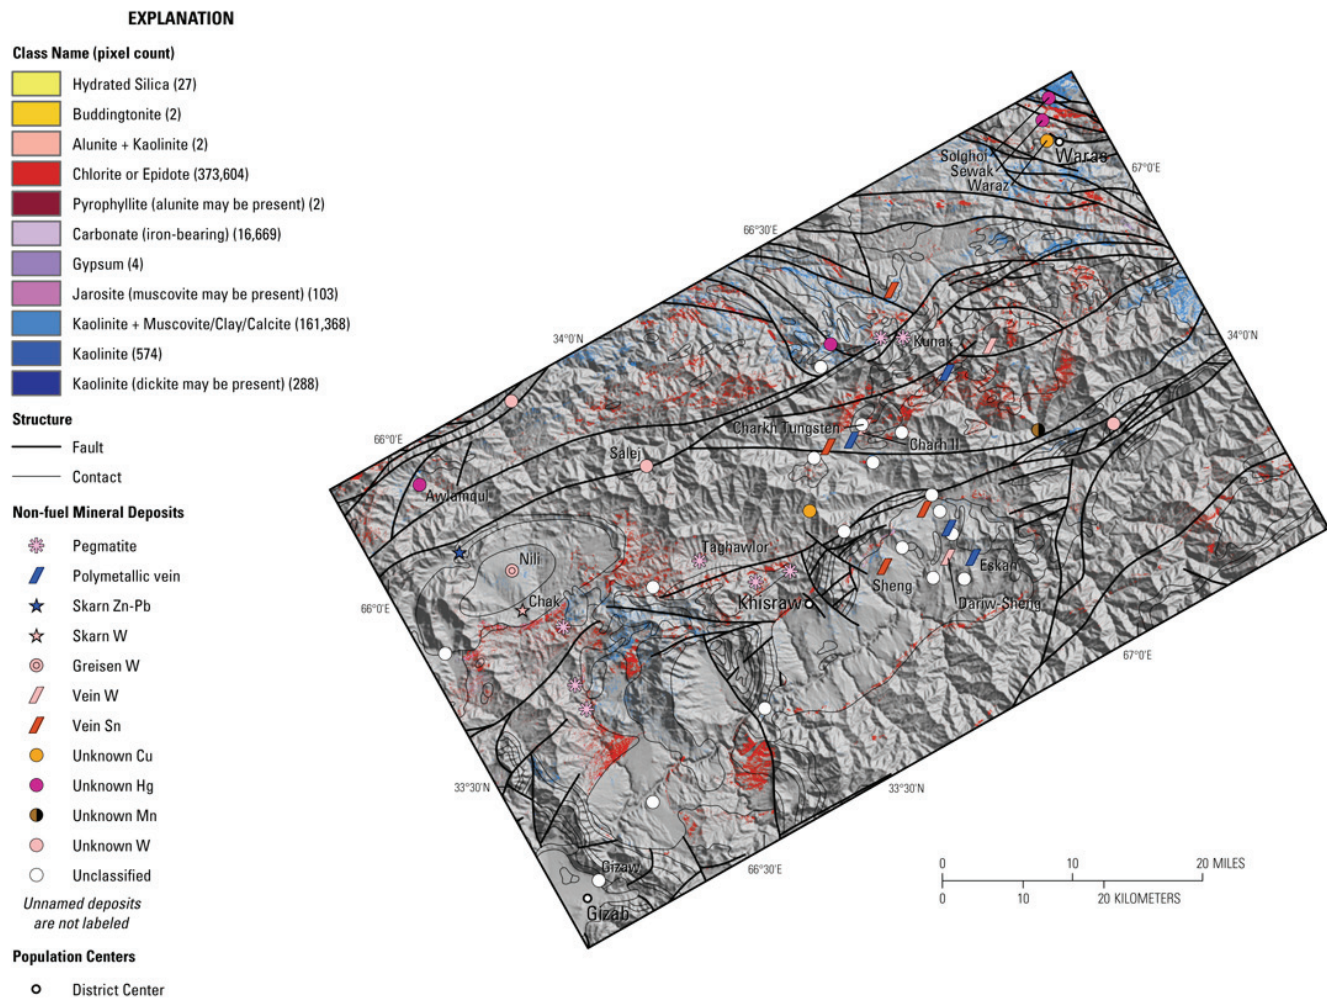 EXPLANATION
Class Name (pixel count)
Hydrated Silica (27)
Buddingtonite (2)
Alunite + Kaolinite (2)
Chlorite or Epidote (373,604)
Pyrophyllite (alunite may be present) (2)
Carbonate (iron-bearing) (16,669)
Gypsum (4)
Jarosite (muscovite may be present) (103)
Kaolinite + Muscovite/Clay/Calcite (161,368)
Kaolinite (574)
Kaolinite (dickite may be present) (288)
Structure
Fault
Contact
Non-fuel Mineral Deposits
Pegmatite
Polymetallic vein
Skarn Zn-Pb
Skarn W
Greisen W
Vein W
Vein Sn
Unknown Cu
Unknown Hg
Unknown Mn
Unknown W
Unclassified
Unnamed deposits
are not labeled
Population Centers
District Center
Solghoi
Sewak
Waraz
Waras
67°0'E
66°30'E
34°0'N
34°0'N
Kunak
Charkh Tungsten
Charh II
66°0'E
Salej
Awlamqul
Nili
Taghawlor
Chak
66°0'E
Khisraw
Sheng
Eskan
Dariw-Sheng
67°0'E
33°30'N
33°30'N
66°30'E
Gizaw
Gizab
0 10 20 MILES
0 10 20 KILOMETERS